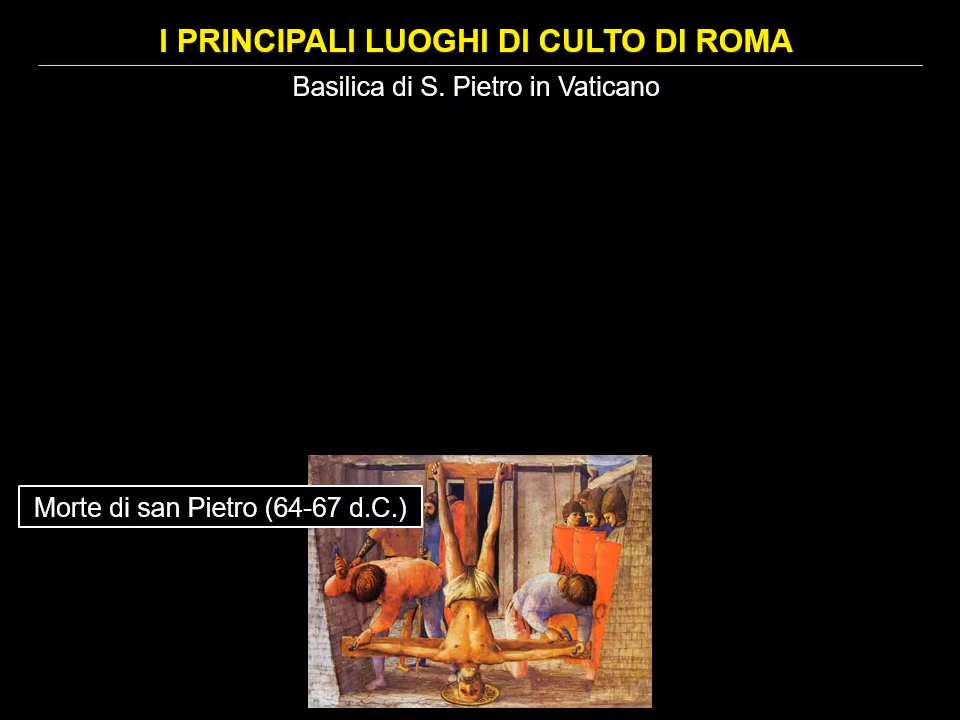 I PRINCIPALI LUOGHI DI CULTO DI ROMA
Basilica di S. Pietro in Vaticano
Morte di san Pietro (64-67 d.C.)